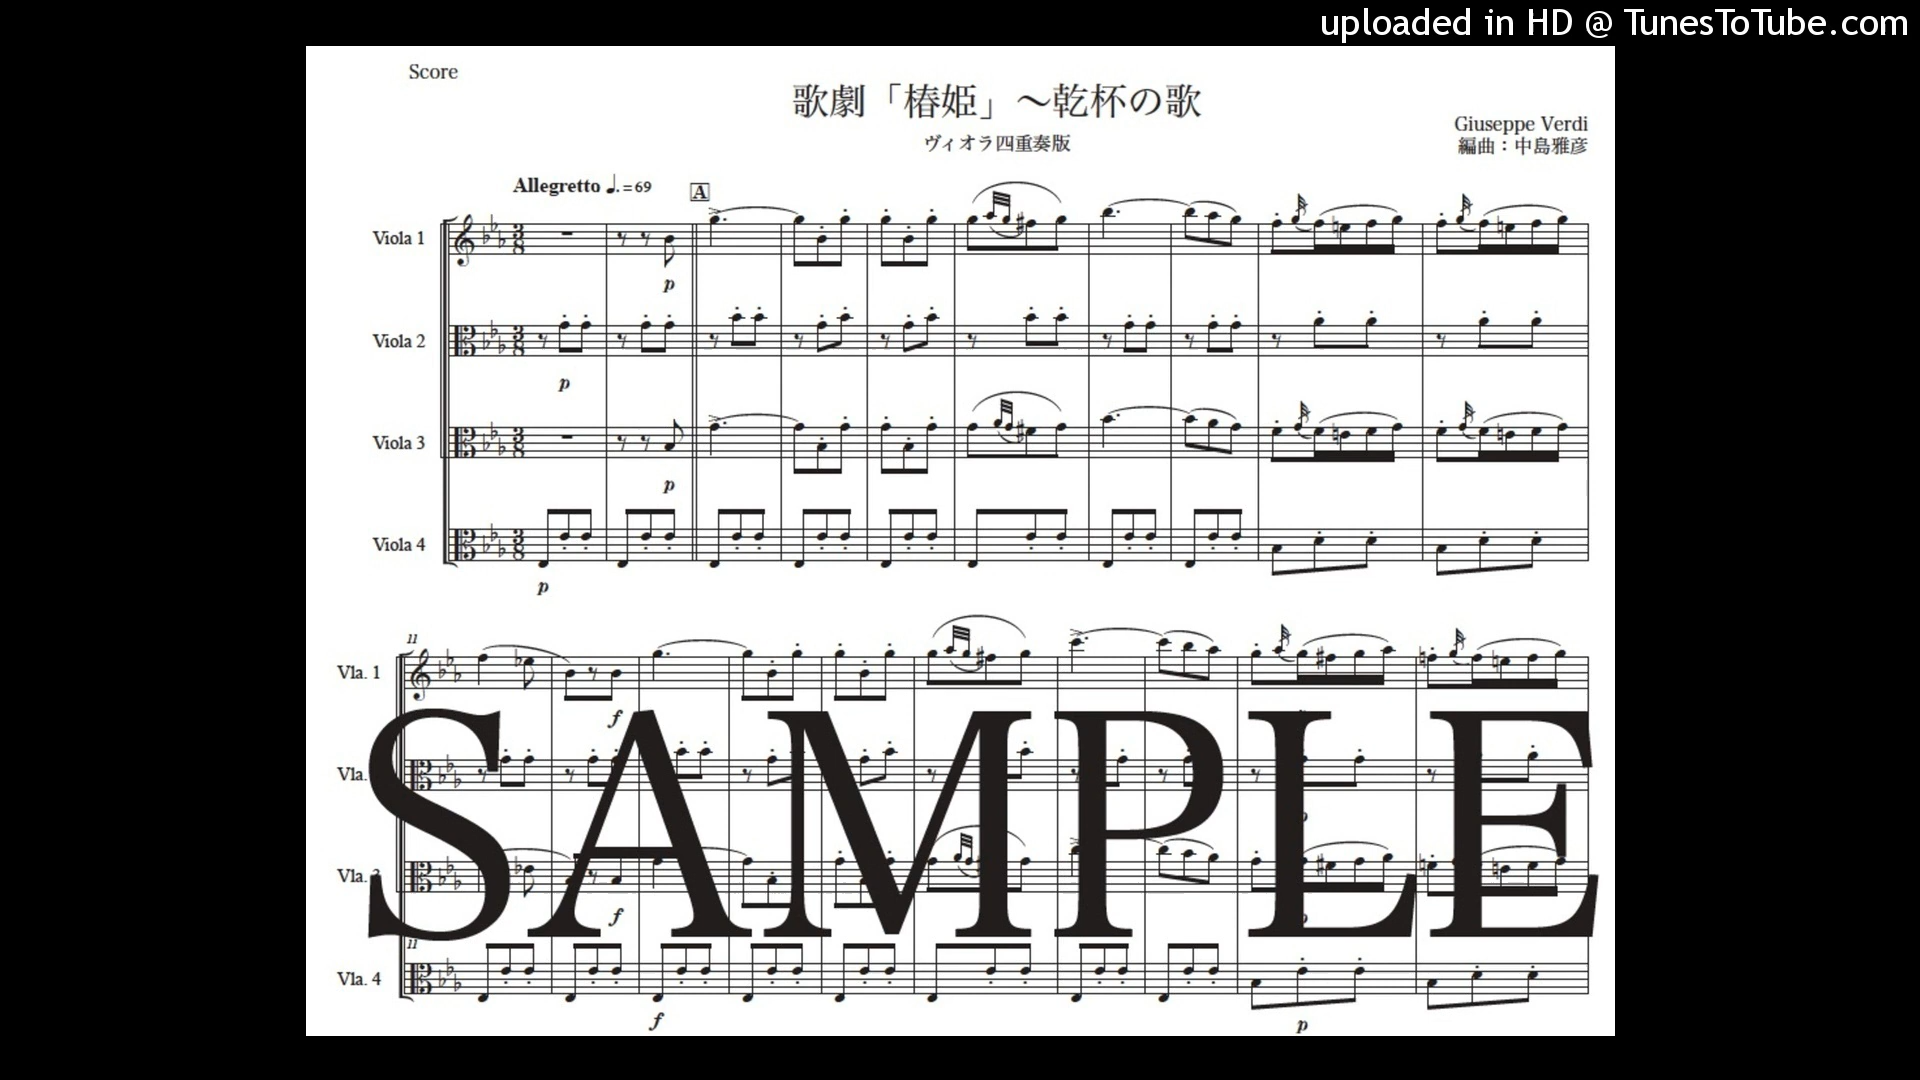 uploaded in HD @ TunesToTube.com
Score
歌劇「椿姫」～乾杯の歌
ヴィオラ四重奏版
Giuseppe Verdi
編曲：中島雅彦
Allegretto ♩. = 69
A
Viola 1
p
Viola 2
p
Viola 3
p
Viola 4
p
11
Vla. 1
f
Vla.
Vla. 3
f
11
Vla. 4
f
p
SAMPLE